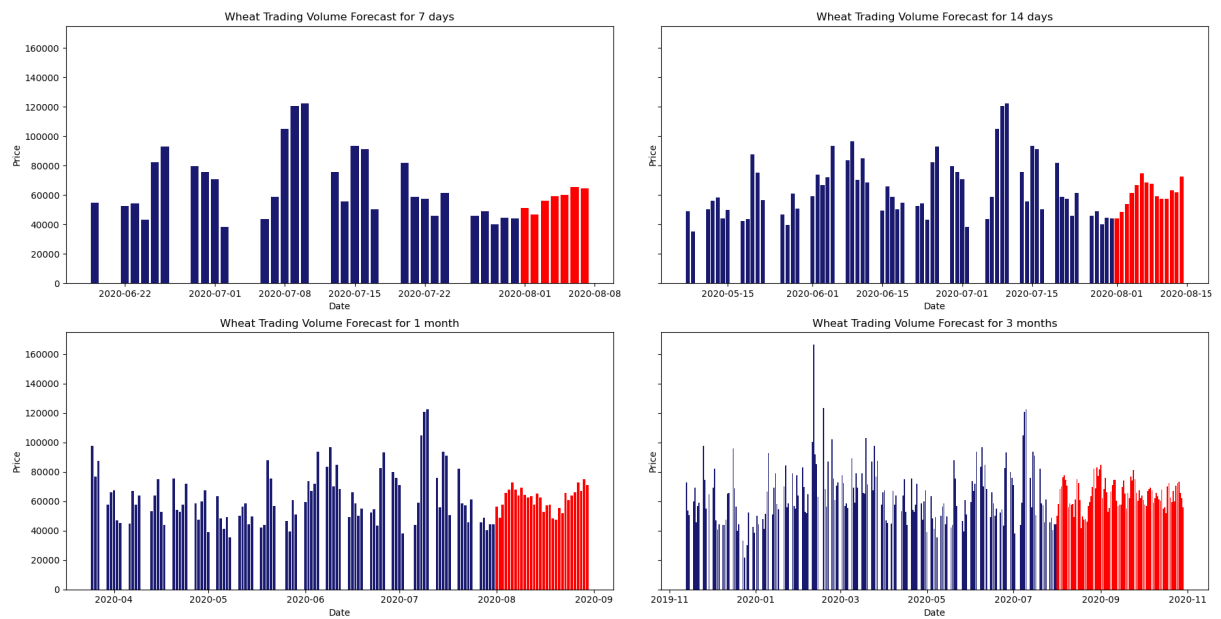 Wheat Trading Volume Forecast for 7 days
160000
140000
120000
100000
80000
60000
40000
20000
0
Price
2020-06-22 2020-07-01 2020-07-08 2020-07-15 2020-07-22 2020-08-01 2020-08-08
Date
Wheat Trading Volume Forecast for 14 days
Price
2020-05-15 2020-06-01 2020-06-15 2020-07-01 2020-07-15 2020-08-01 2020-08-15
Date
Wheat Trading Volume Forecast for 1 month
160000
140000
120000
100000
80000
60000
40000
20000
0
Price
2020-04 2020-05 2020-06 2020-07 2020-08 2020-09
Date
Wheat Trading Volume Forecast for 3 months
Price
2019-11 2020-01 2020-03 2020-05 2020-07 2020-09 2020-11
Date